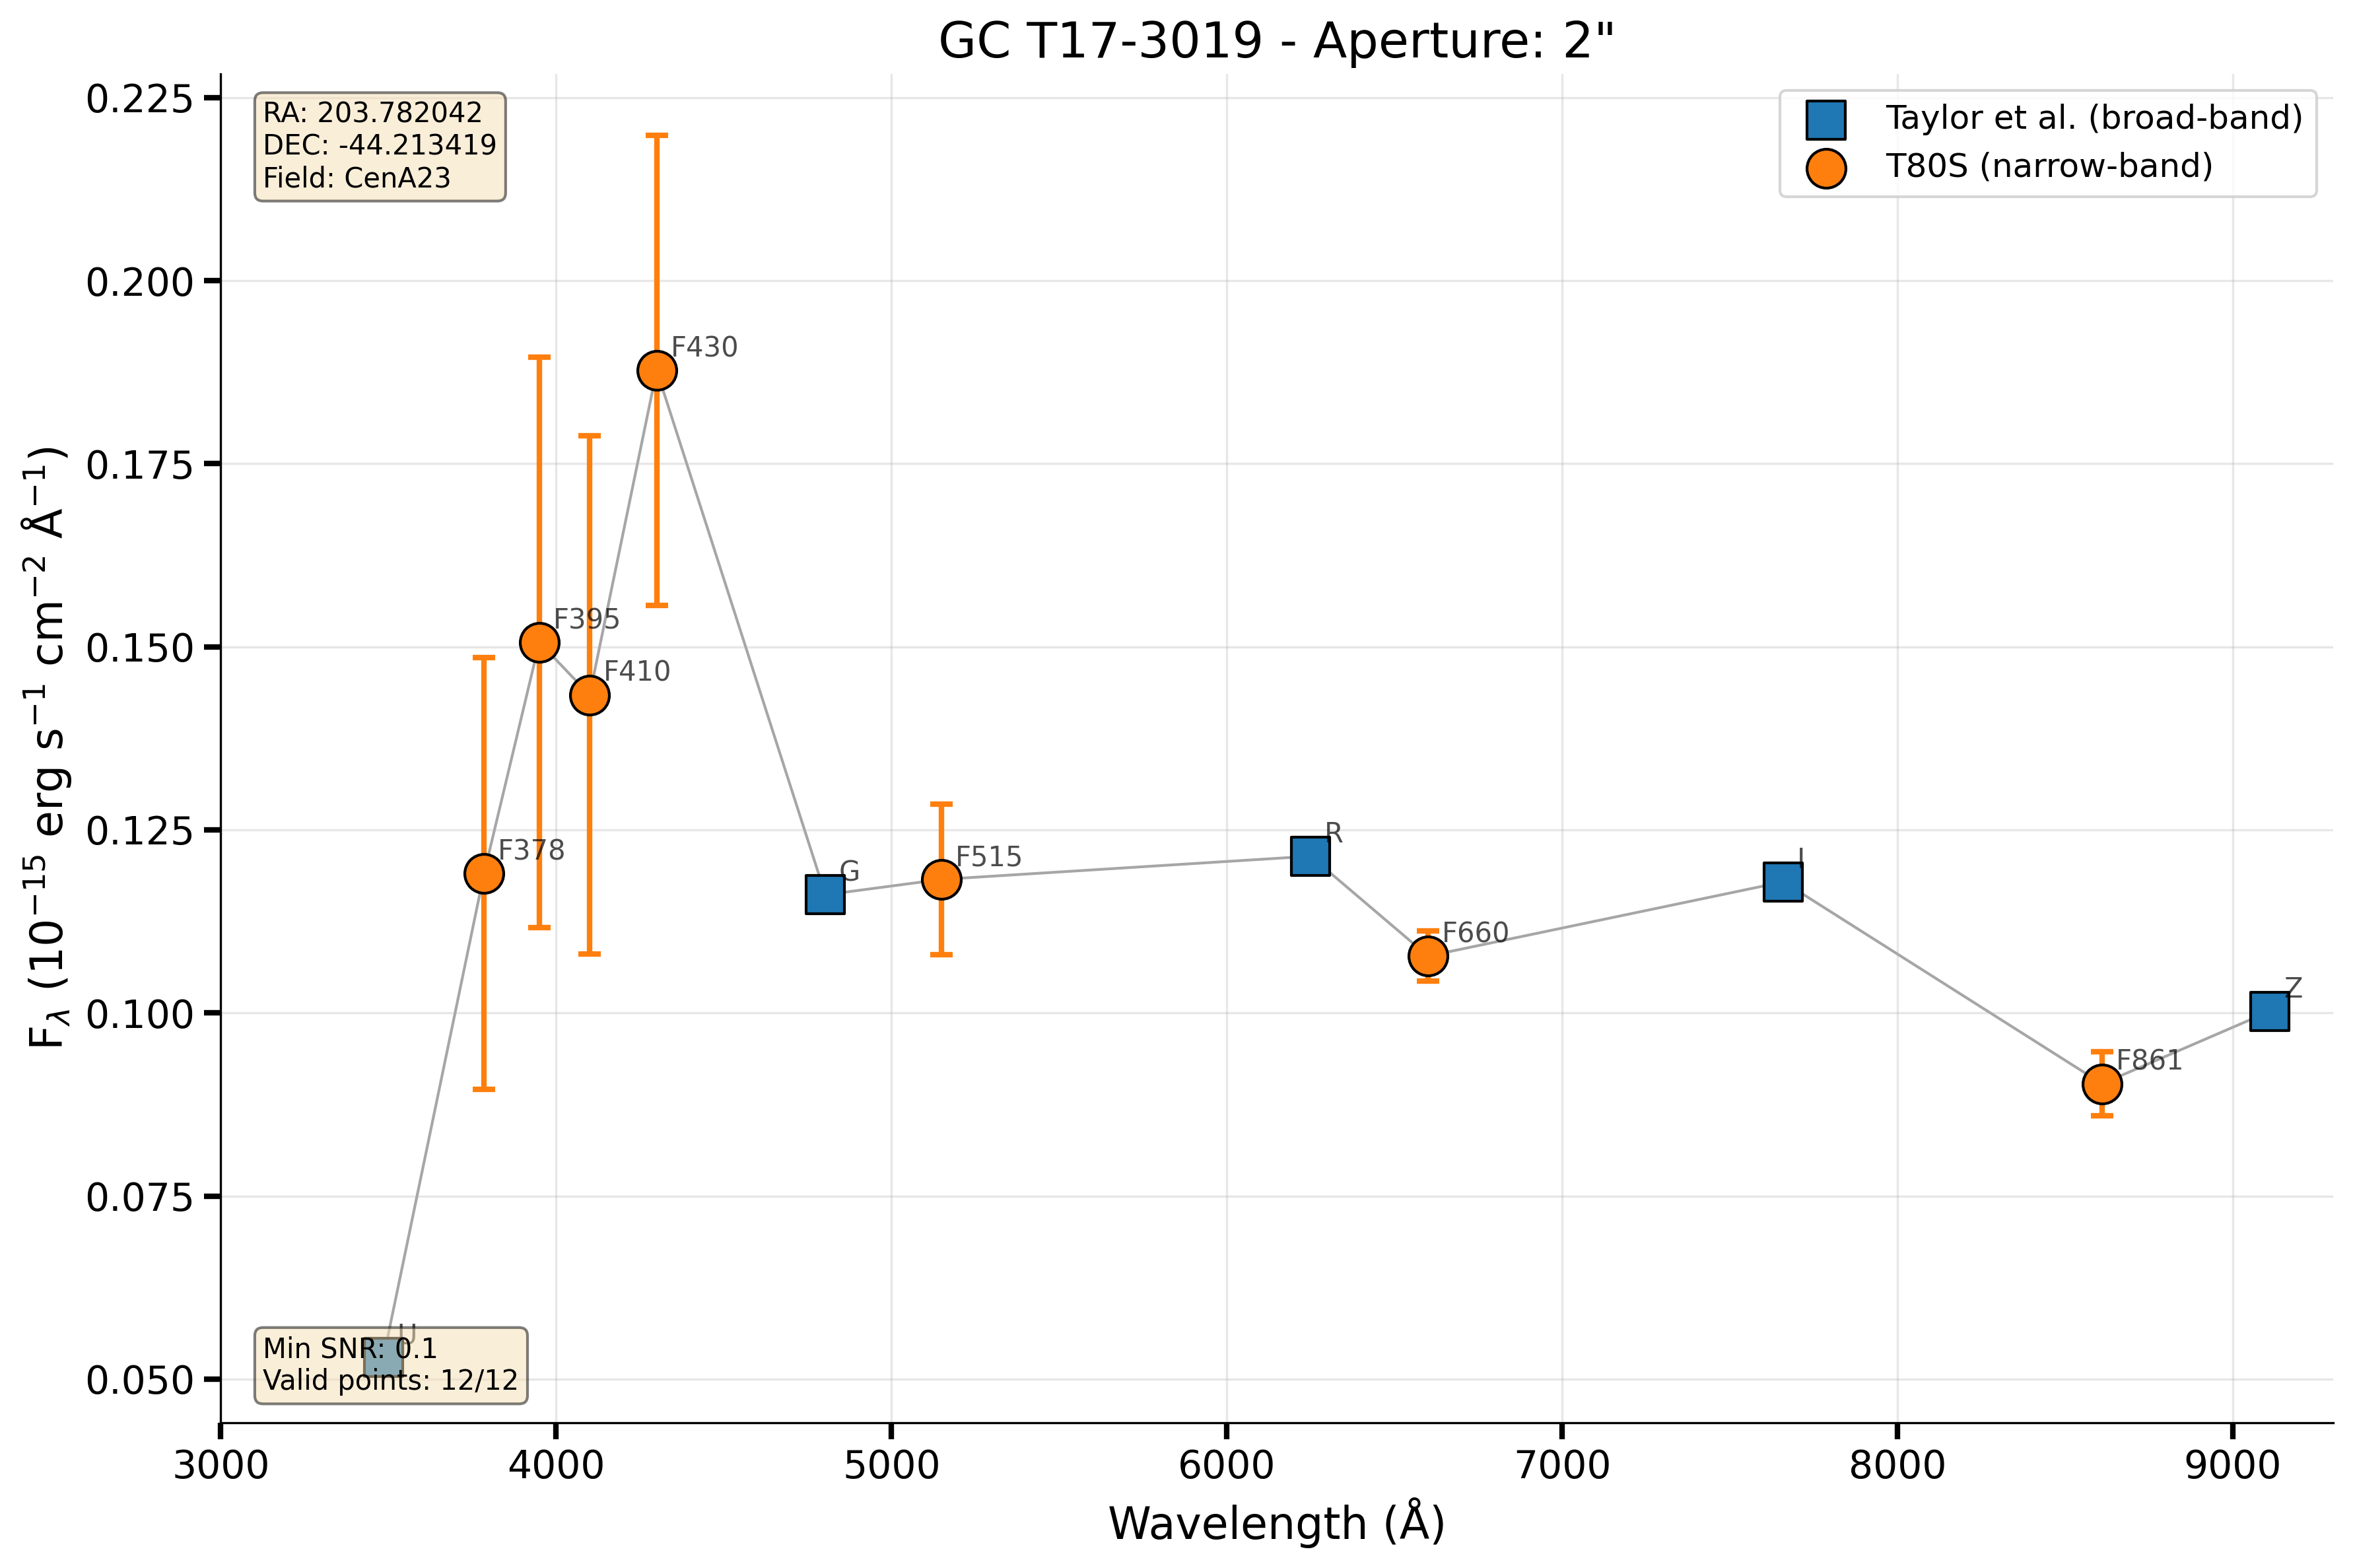 GC T17-3019 - Aperture: 2"
RA: 203.782042
DEC: -44.213419
Field: CenA23
Taylor et al. (broad-band)
T80S (narrow-band)
0.225
0.200
0.175
0.150
0.125
0.100
0.075
0.050
F_λ (10⁻¹⁵ erg s⁻¹ cm⁻² Å⁻¹)
F430
F395
F410
F378
G
F515
R
F660
I
F861
Z
U
Min SNR: 0.1
Valid points: 12/12
3000 4000 5000 6000 7000 8000 9000
Wavelength (Å)